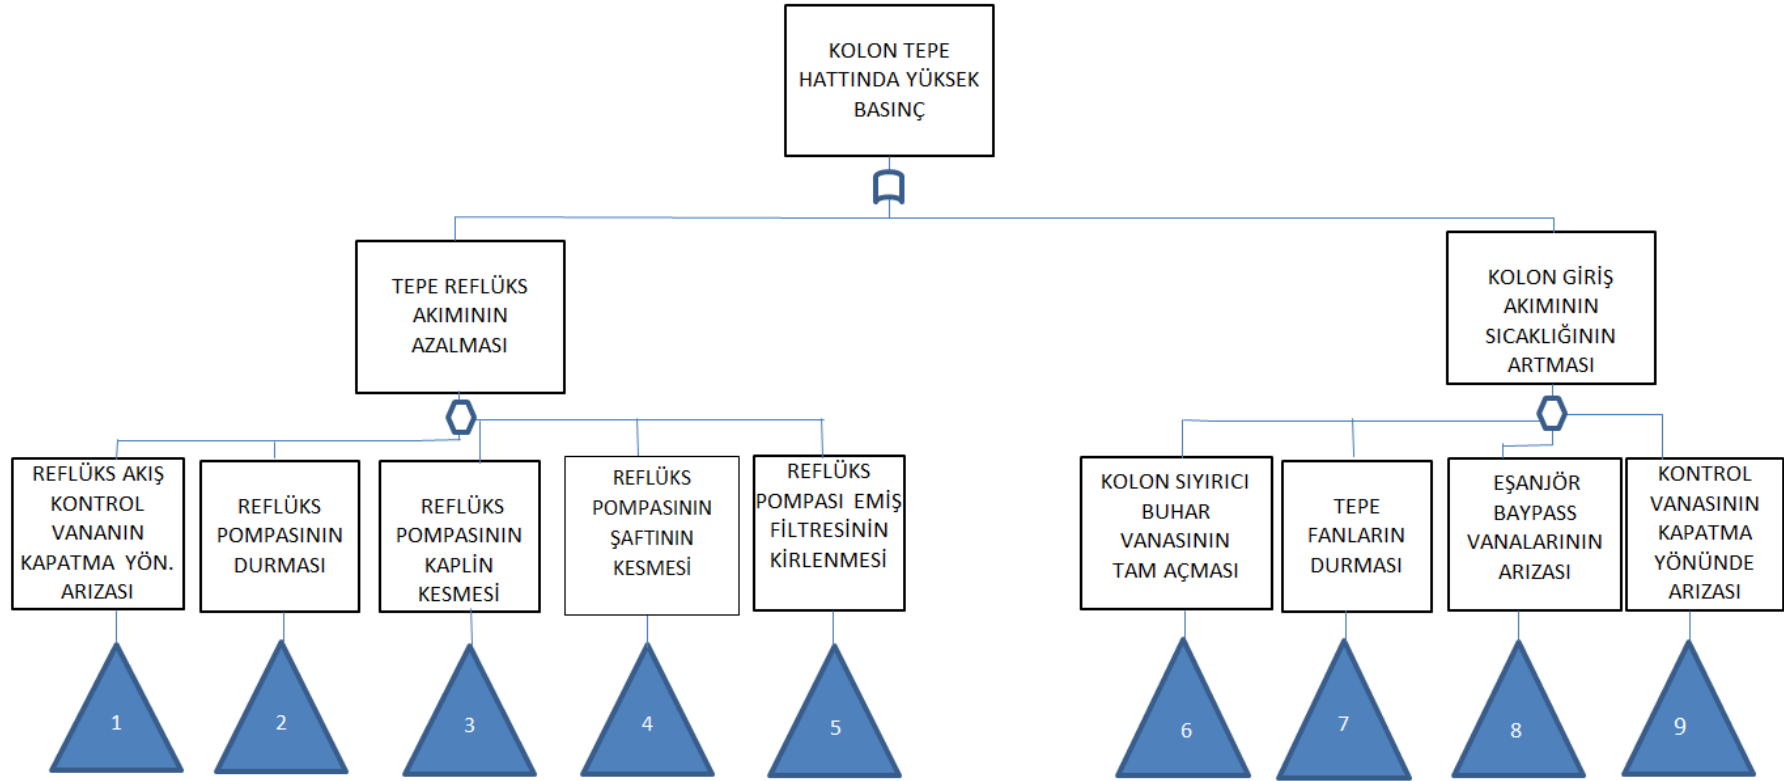 KOLON TEPE
HATTINDA YÜKSEK
BASINÇ
TEPE REFLÜKS
AKIMININ
AZALMASI
KOLON GİRİŞ
AKIMININ
SICAKLIĞININ
ARTMASI
REFLÜKS AKIŞ
KONTROL
VANANIN
KAPATMA YÖN.
ARIZASI
REFLÜKS
POMPASININ
DURMASI
REFLÜKS
POMPASININ
KAPLİN
KESMESİ
REFLÜKS
POMPASININ
ŞAFTININ
KESMESİ
REFLÜKS
POMPASI EMİŞ
FİLTRESİNİN
KİRLENMESİ
KOLON SIYIRICI
BUHAR
VANASININ
TAM AÇMASI
TEPE
FANLARIN
DURMASI
EŞANJÖR
BAYPASS
VANALARININ
ARIZASI
KONTROL
VANASININ
KAPATMA
YÖNÜNDE
ARIZASI
1
2
3
4
5
6
7
8
9